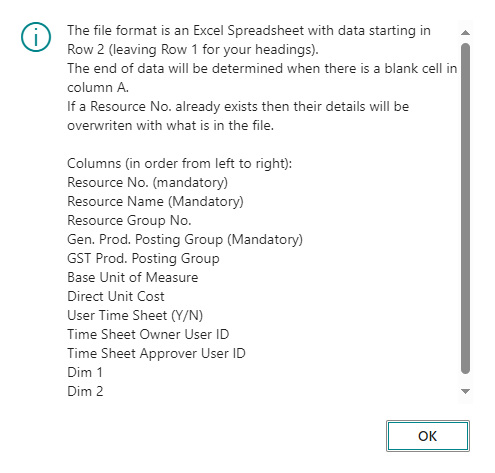 The file format is an Excel Spreadsheet with data starting in
Row 2 (leaving Row 1 for your headings).
The end of data will be determined when there is a blank cell in
column A.
If a Resource No. already exists then their details will be
overwriten with what is in the file.
Columns (in order from left to right):
Resource No. (mandatory)
Resource Name (Mandatory)
Resource Group No.
Gen. Prod. Posting Group (Mandatory)
GST Prod. Posting Group
Base Unit of Measure
Direct Unit Cost
User Time Sheet (Y/N)
Time Sheet Owner User ID
Time Sheet Approver User ID
Dim 1
Dim 2
OK